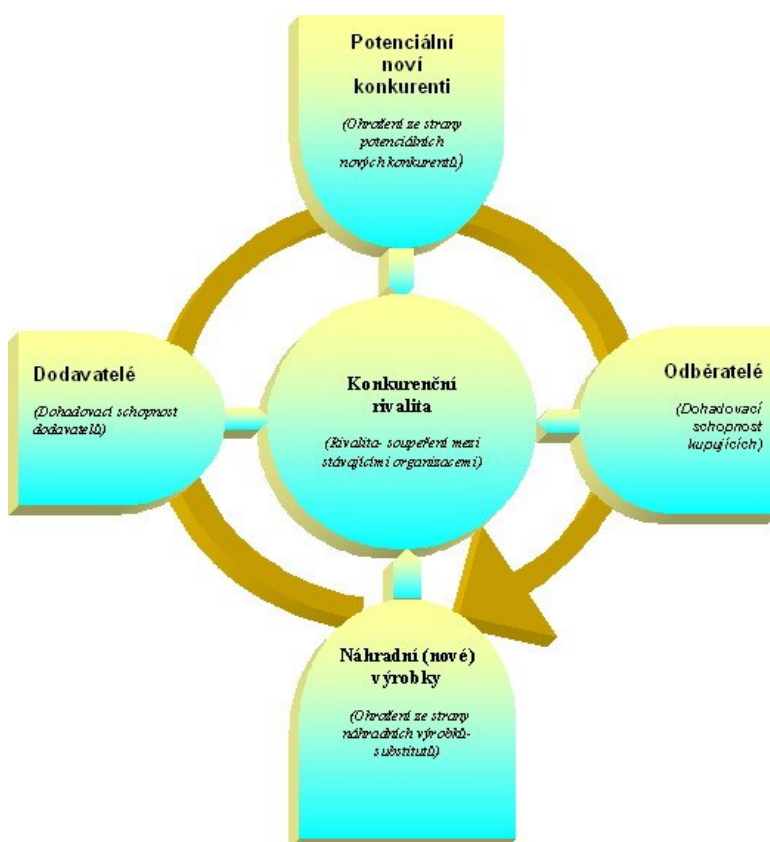 Potenciální
noví
konkurenti
(Ohrožení ze strany
potenciálních
nových konkurentů)
Dodavatelé
(Dohadovací schopnost
dodavatelů)
Konkurenční
rivalita
(Rivalita- soupeření mezi
stávajícími organizacemi)
Odběratelé
(Dohadovací
schopnost
kupujících)
Náhradní (nové)
výrobky
(Ohrožení ze strany
náhradních výrobků-
substitutů)